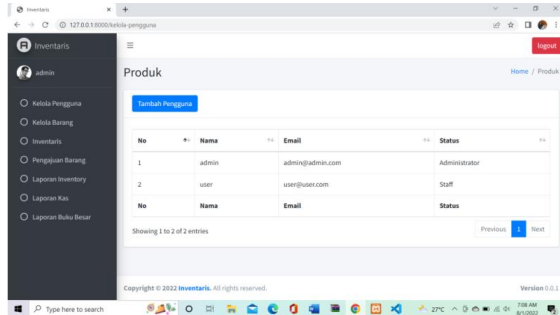 Inventaris
127.0.0.1:8000/kelola-pengguna
Inventaris
logout
admin
Produk
Home / Produk
Kelola Pengguna
Kelola Barang
Inventaris
Pengajuan Barang
Laporan Inventory
Laporan Kas
Laporan Buku Besar
Tambah Pengguna
No Nama Email Status
1 admin admin@admin.com Administrator
2 user user@user.com Staff
No Nama Email Status
Showing 1 to 2 of 2 entries
Previous 1 Next
Copyright © 2022 Inventaris. All rights reserved.
Version 0.0.1
Type here to search
27°C
7:08 AM
8/1/2022